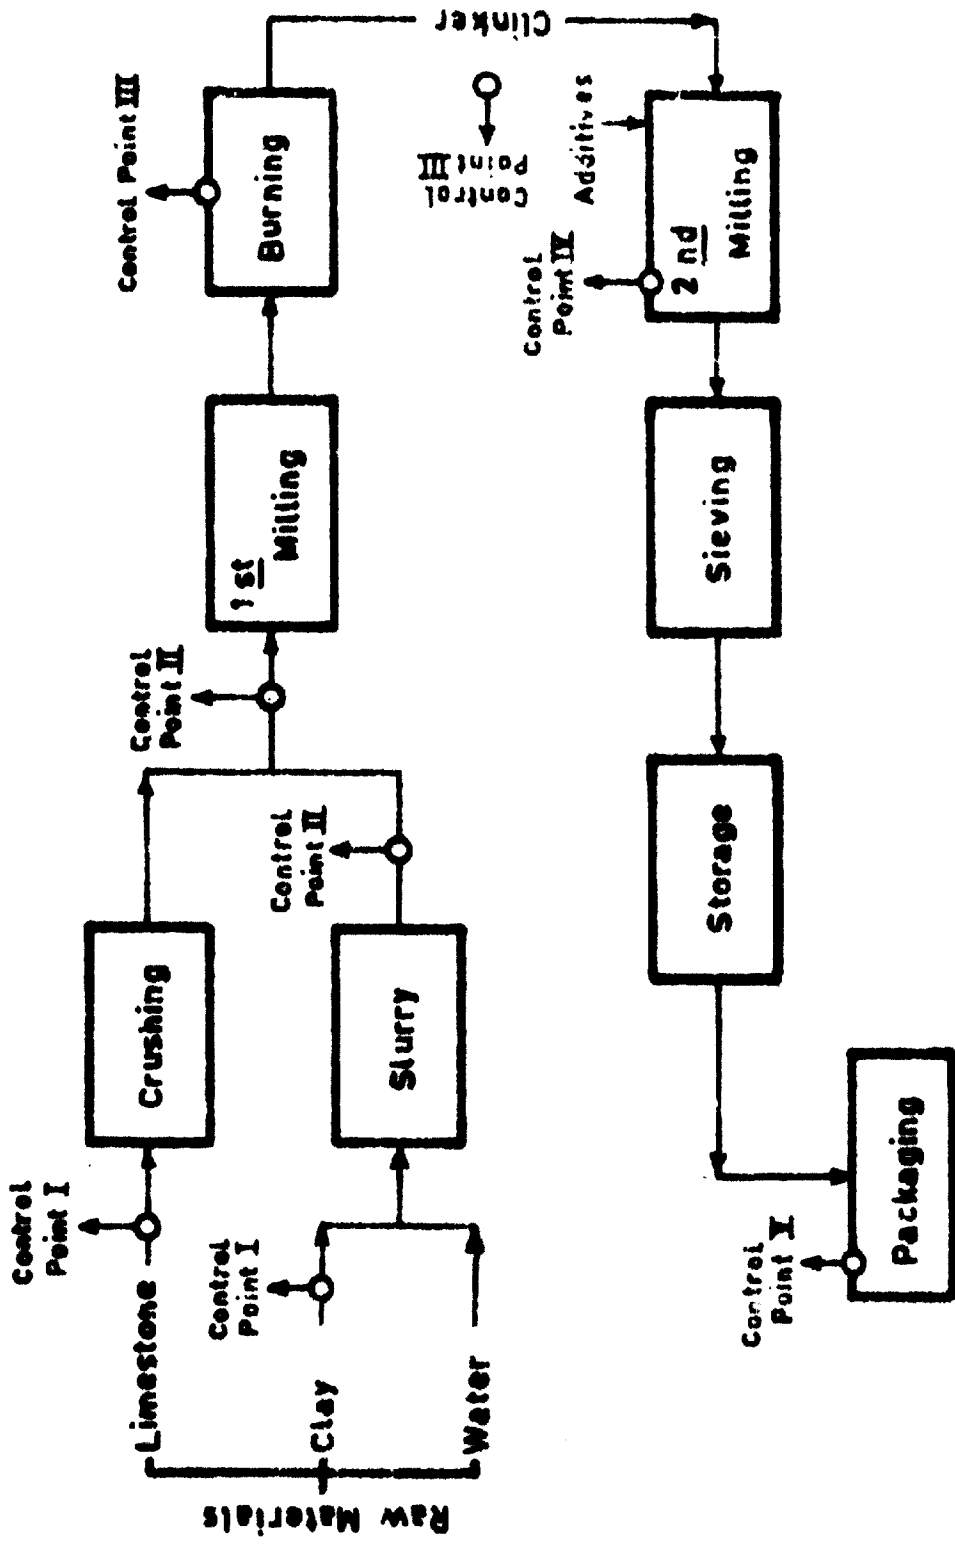 Raw Materials
Limestone
Clay
Water
Control
Point I
Control
Point I
Crushing
Slurry
Control
Point II
Control
Point II
1st
Milling
Burning
Control Point III
Clinker
Control
Point III
Additives
Control
Point IV
2nd
Milling
Sieving
Storage
Control
Point V
Packaging